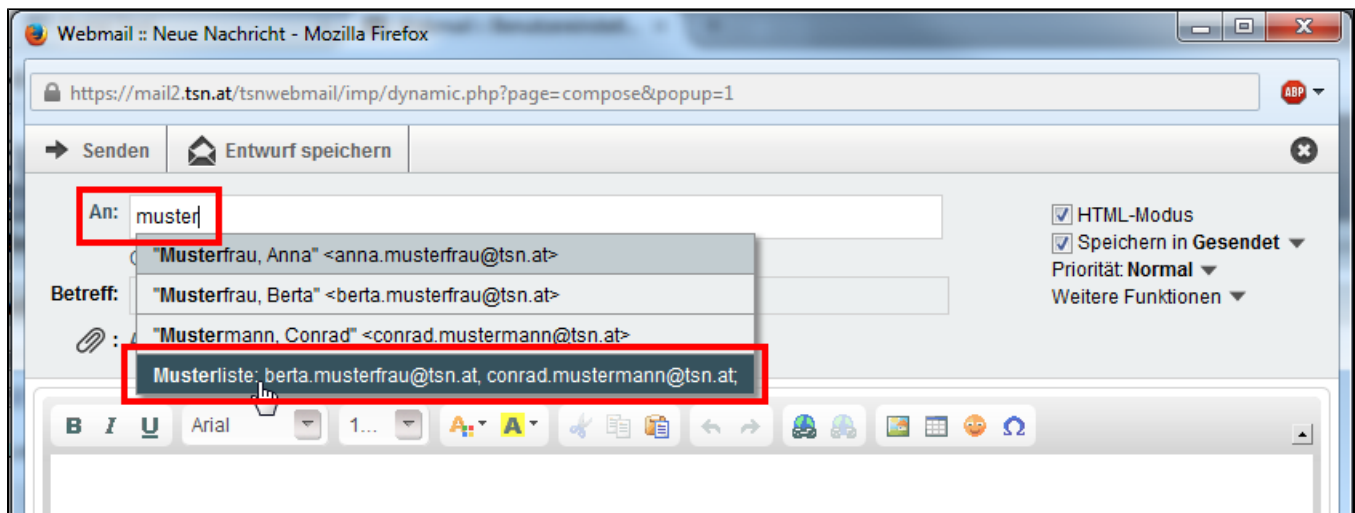 Webmail :: Neue Nachricht - Mozilla Firefox
https://mail2.tsn.at/tsnwebmail/imp/dynamic.php?page=compose&popup=1
ABP
Senden Entwurf speichern
An: muster
HTML-Modus
"Musterfrau, Anna" <anna.musterfrau@tsn.at>
Speichern in Gesendet
Priorität: Normal
Betreff: "Musterfrau, Berta" <berta.musterfrau@tsn.at>
Weitere Funktionen
: "Mustermann, Conrad" <conrad.mustermann@tsn.at>
Musterliste: berta.musterfrau@tsn.at, conrad.mustermann@tsn.at;
B I U Arial 1... A A Ω